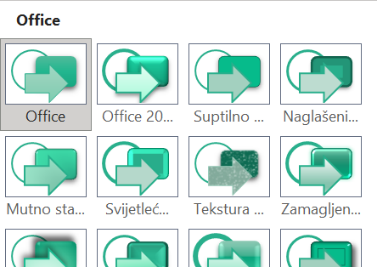 Office
Office
Office 20...
Suptilno ...
Naglašeni...
Mutno sta...
Svijetleć...
Tekstura ...
Zamagljen...